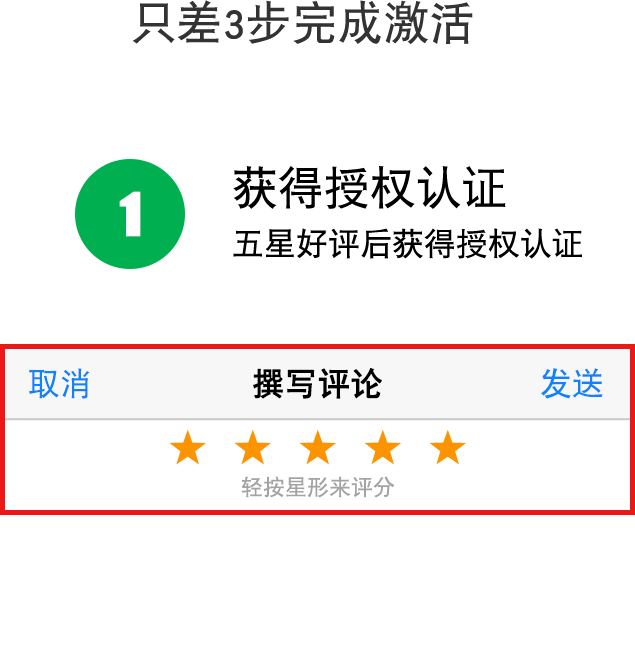 只差3步完成激活
1
获得授权认证
五星好评后获得授权认证
取消 撰写评论 发送
轻按星形来评分